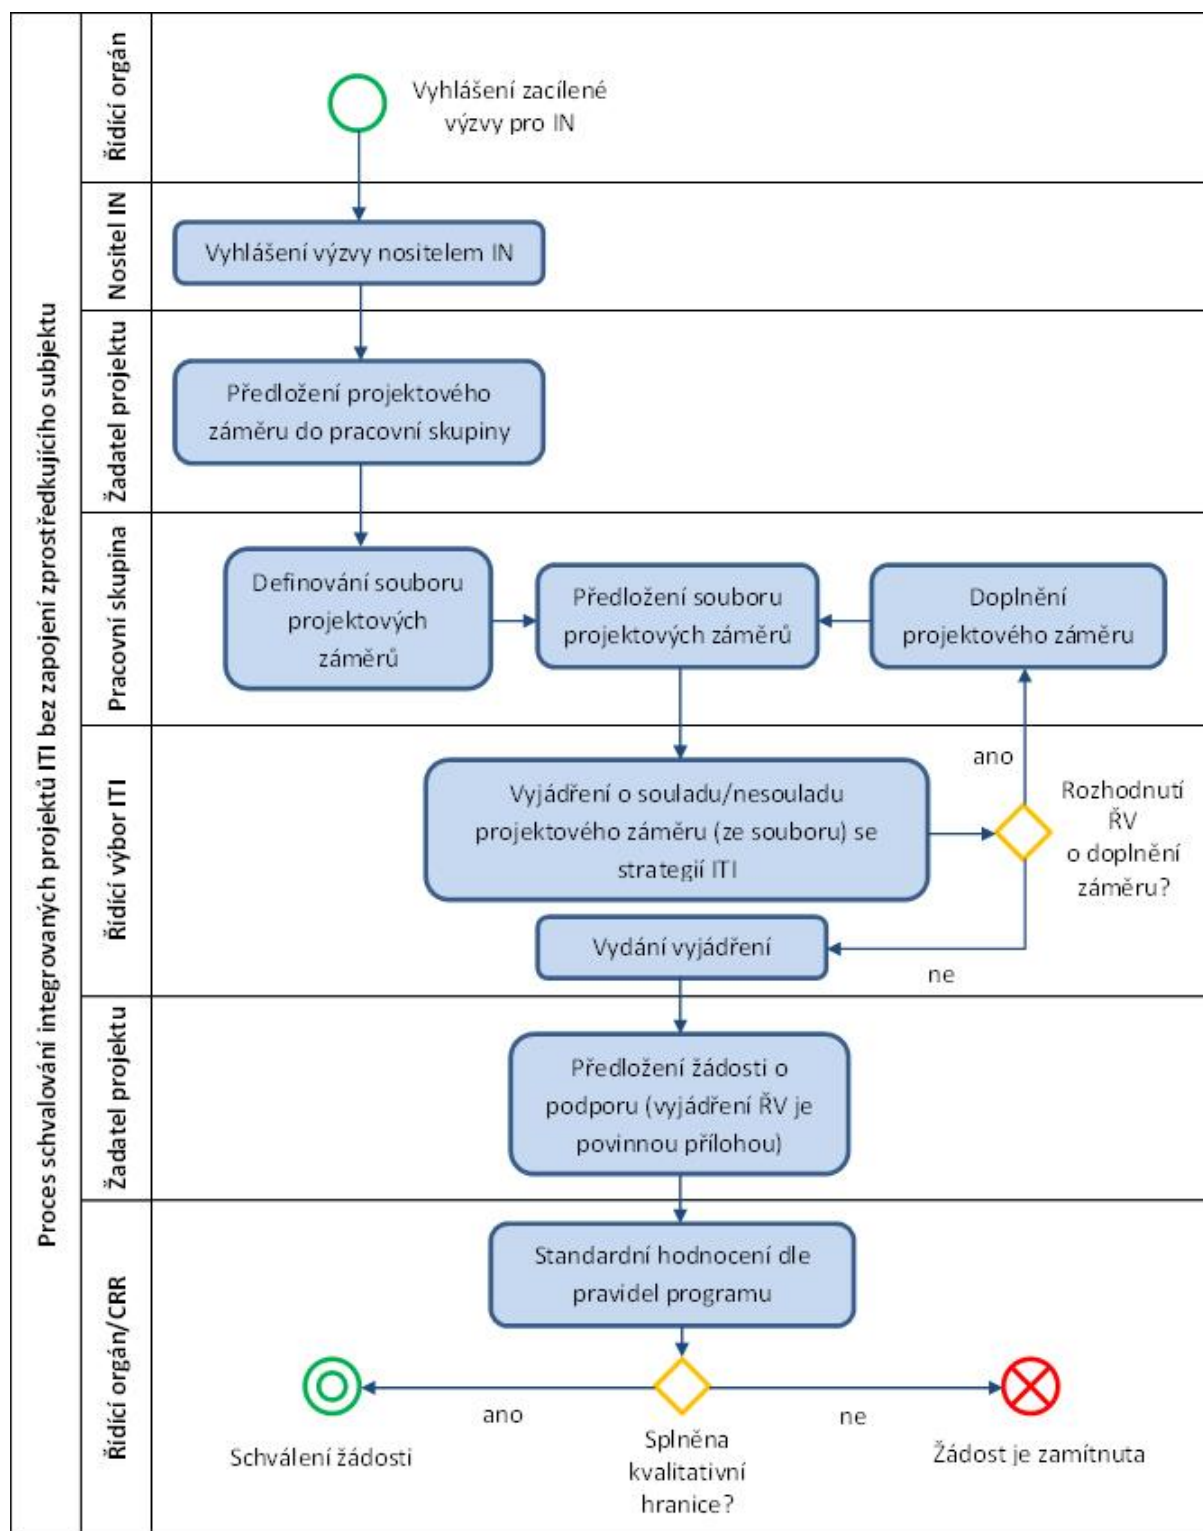 Proces schvalování integrovaných projektů ITI bez zapojení zprostředkujícího subjektu
Řídící orgán
Vyhlášení zacílené
výzvy pro IN
Nositel IN
Vyhlášení výzvy nositelem IN
Žadatel projektu
Předložení projektového
záměru do pracovní skupiny
Pracovní skupina
Definování souboru
projektových
záměrů
Předložení souboru
projektových záměrů
Doplnění
projektového záměru
Řídící výbor ITI
Vyjádření o souladu/nesouladu
projektového záměru (ze souboru) se
strategií ITI
ano
Rozhodnutí
ŘV
o doplnění
záměru?
Vydání vyjádření
ne
Žadatel projektu
Předložení žádosti o
podporu (vyjádření ŘV je
povinnou přílohou)
Řídící orgán/CRR
Standardní hodnocení dle
pravidel programu
ano
ne
Schválení žádosti
Splněna
kvalitativní
hranice?
Žádost je zamítnuta